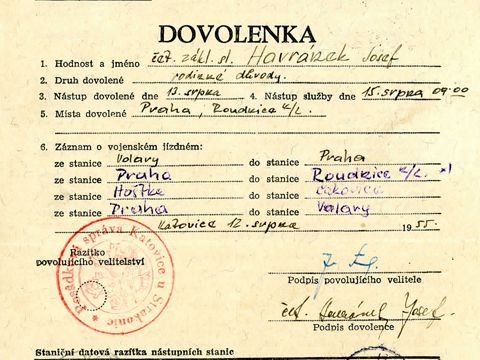 DOVOLENKA
1. Hodnost a jméno čet. zákl. sl. Havránek Josef
2. Druh dovolené rodinné důvody.
3. Nástup dovolené dne 13. srpna 4. Nástup služby dne 15. srpna 09.00
5. Místa dovolené Praha, Roudnice n/L.
6. Záznam o vojenském jízdném:
ze stanice Volary do stanice Praha
ze stanice Praha do stanice Roudnice n/L.
ze stanice Hoštka do stanice
ze stanice Praha do stanice Volary
Katovice 12. srpna 1955.
Razítko
povolujícího velitelství
Posádková správa Katovice u Strakonic
Podpis povolujícího velitele
čet. Havránek Josef
Podpis dovolence
Staniční datová razítka nástupních stanic